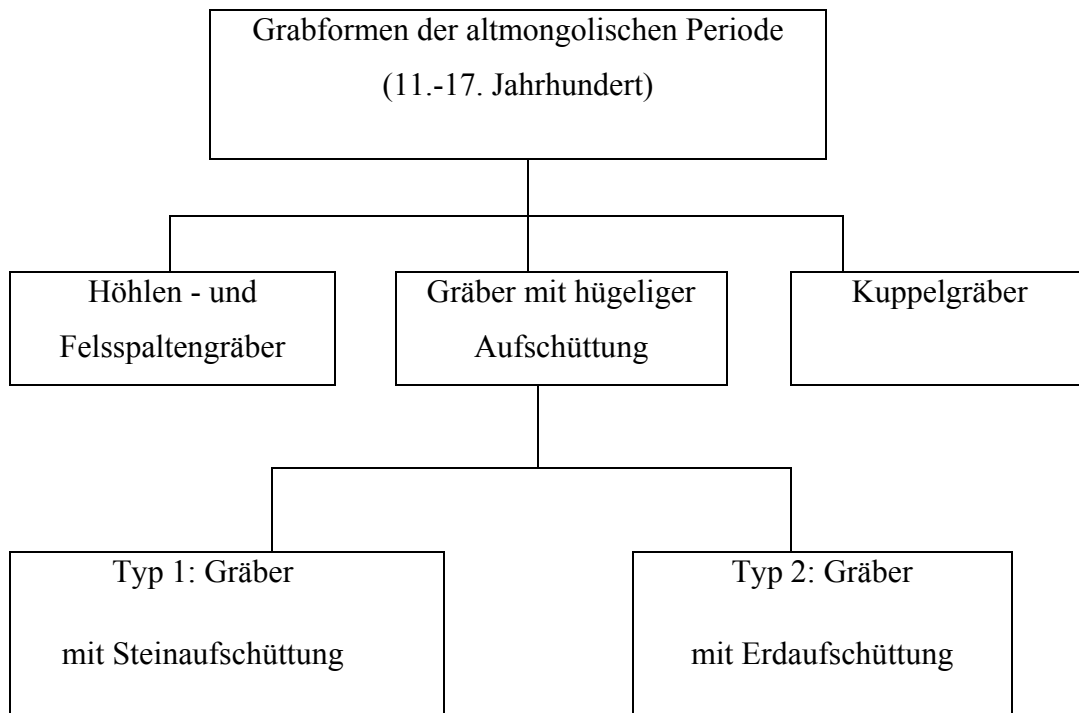 Grabformen der altmongolischen Periode
(11.-17. Jahrhundert)
Höhlen - und
Felsspaltengräber
Gräber mit hügeliger
Aufschüttung
Kuppelgräber
Typ 1: Gräber
mit Steinaufschüttung
Typ 2: Gräber
mit Erdaufschüttung